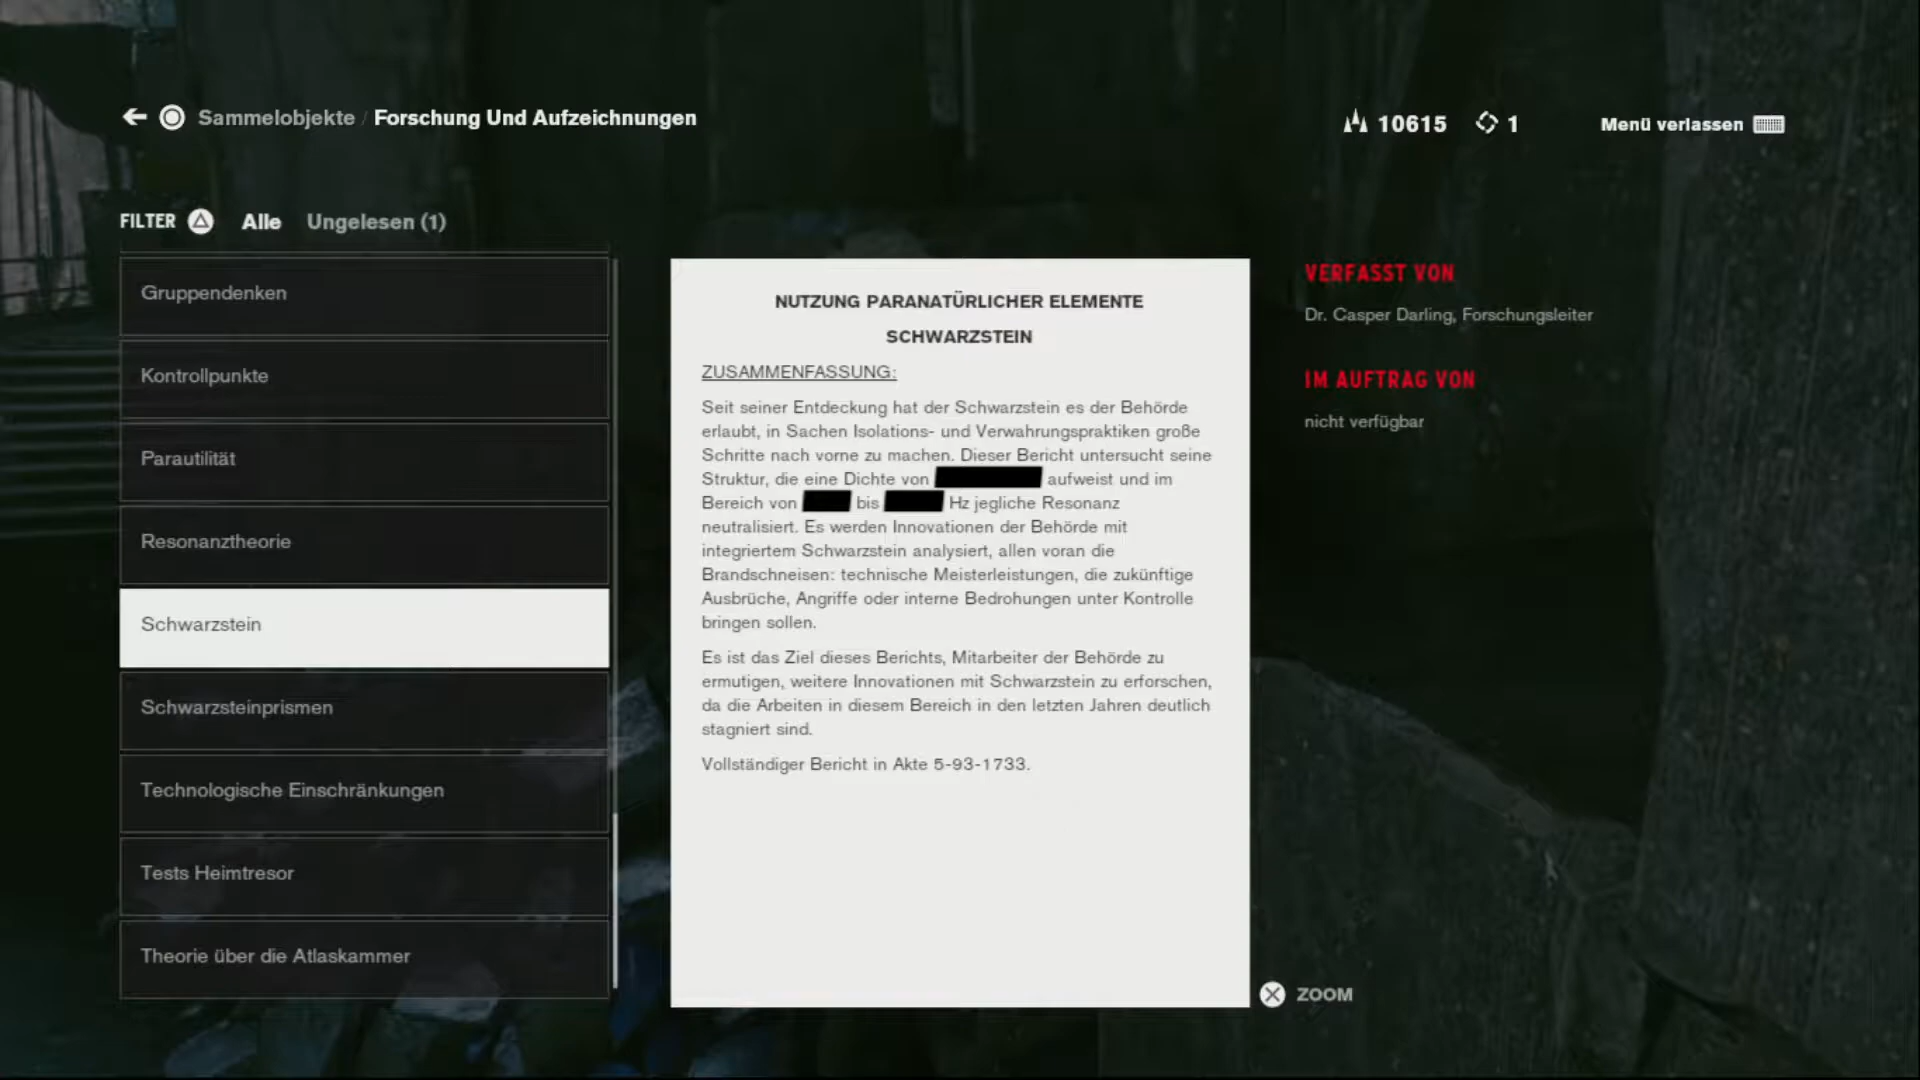 Sammelobjekte / Forschung Und Aufzeichnungen
10615 1 Menü verlassen
FILTER Alle Ungelesen (1)
Gruppendenken
Kontrollpunkte
Parautilität
Resonanztheorie
Schwarzstein
Schwarzsteinprismen
Technologische Einschränkungen
Tests Heimtresor
Theorie über die Atlaskammer
NUTZUNG PARANATÜRLICHER ELEMENTE
SCHWARZSTEIN
ZUSAMMENFASSUNG:
Seit seiner Entdeckung hat der Schwarzstein es der Behörde
erlaubt, in Sachen Isolations- und Verwahrungspraktiken große
Schritte nach vorne zu machen. Dieser Bericht untersucht seine
Struktur, die eine Dichte von aufweist und im
Bereich von bis Hz jegliche Resonanz
neutralisiert. Es werden Innovationen der Behörde mit
integriertem Schwarzstein analysiert, allen voran die
Brandschneisen: technische Meisterleistungen, die zukünftige
Ausbrüche, Angriffe oder interne Bedrohungen unter Kontrolle
bringen sollen.
Es ist das Ziel dieses Berichts, Mitarbeiter der Behörde zu
ermutigen, weitere Innovationen mit Schwarzstein zu erforschen,
da die Arbeiten in diesem Bereich in den letzten Jahren deutlich
stagniert sind.
Vollständiger Bericht in Akte 5-93-1733.
VERFASST VON
Dr. Casper Darling, Forschungsleiter
IM AUFTRAG VON
nicht verfügbar
ZOOM